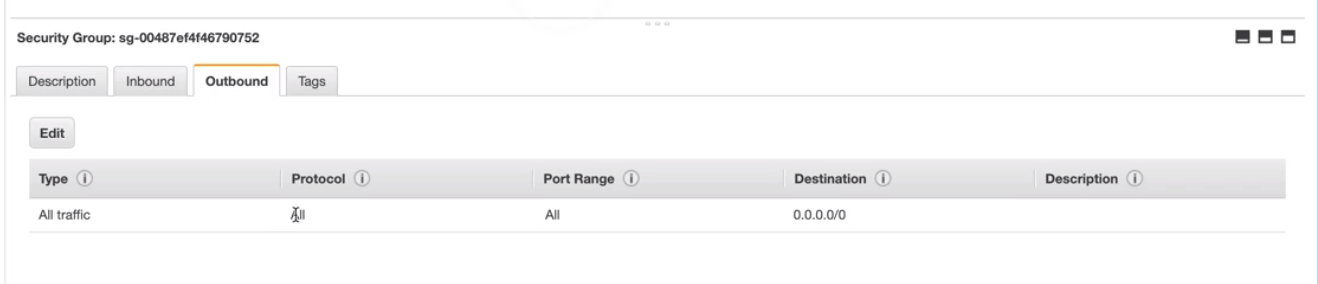 Security Group: sg-00487ef4f46790752
Description Inbound Outbound Tags
Edit
Type Protocol Port Range Destination Description
All traffic All All 0.0.0.0/0